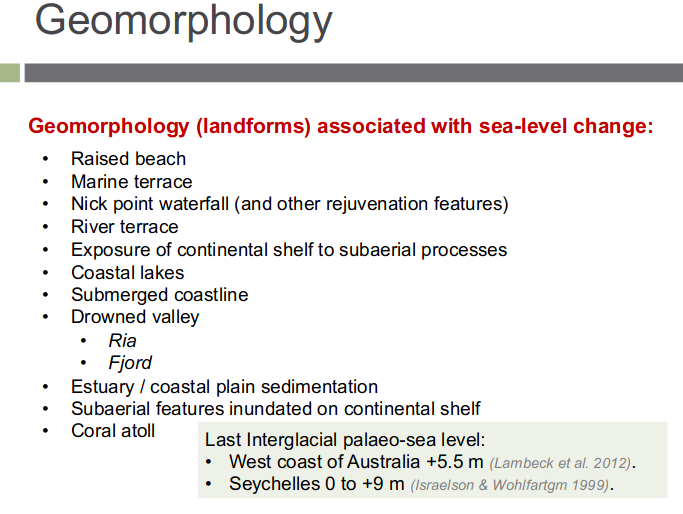 Geomorphology
Geomorphology (landforms) associated with sea-level change:
• Raised beach
• Marine terrace
• Nick point waterfall (and other rejuvenation features)
• River terrace
• Exposure of continental shelf to subaerial processes
• Coastal lakes
• Submerged coastline
• Drowned valley
• Ria
• Fjord
• Estuary / coastal plain sedimentation
• Subaerial features inundated on continental shelf
• Coral atoll
Last Interglacial palaeo-sea level:
• West coast of Australia +5.5 m (Lambeck et al. 2012).
• Seychelles 0 to +9 m (Israelson & Wohlfartgm 1999).